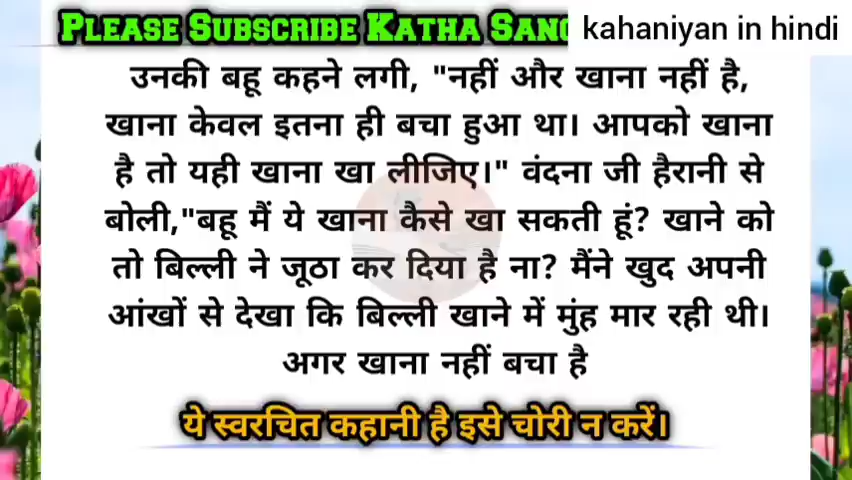 PLEASE SUBSCRIBE KATHA
kahaniyan in hindi
उनकी बहू कहने लगी, "नहीं और खाना नहीं है,
खाना केवल इतना ही बचा हुआ था। आपको खाना
है तो यही खाना खा लीजिए।" वंदना जी हैरानी से
बोली,"बहू मैं ये खाना कैसे खा सकती हूं? खाने को
तो बिल्ली ने जूठा कर दिया है ना? मैंने खुद अपनी
आंखों से देखा कि बिल्ली खाने में मुंह मार रही थी।
अगर खाना नहीं बचा है
ये स्वरचित कहानी है इसे चोरी न करें।